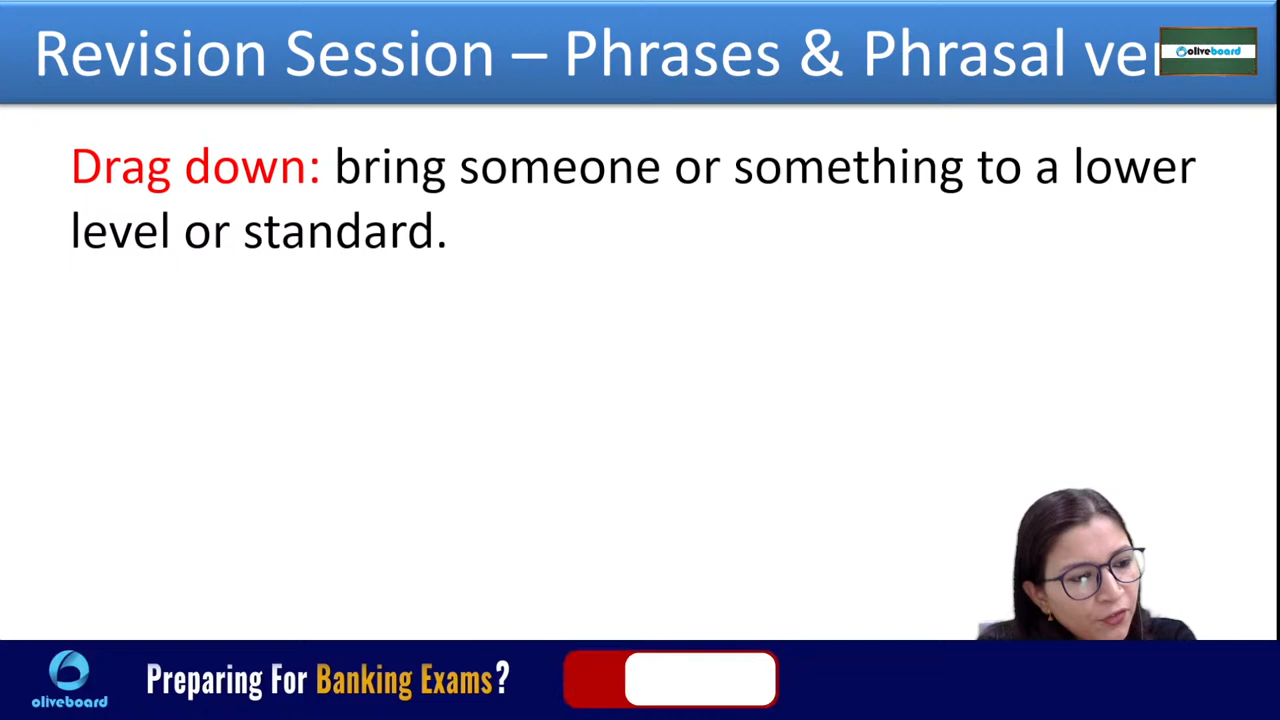 Revision Session – Phrases & Phrasal ve
oliveboard
Drag down: bring someone or something to a lower
level or standard.
Preparing For Banking Exams?
oliveboard